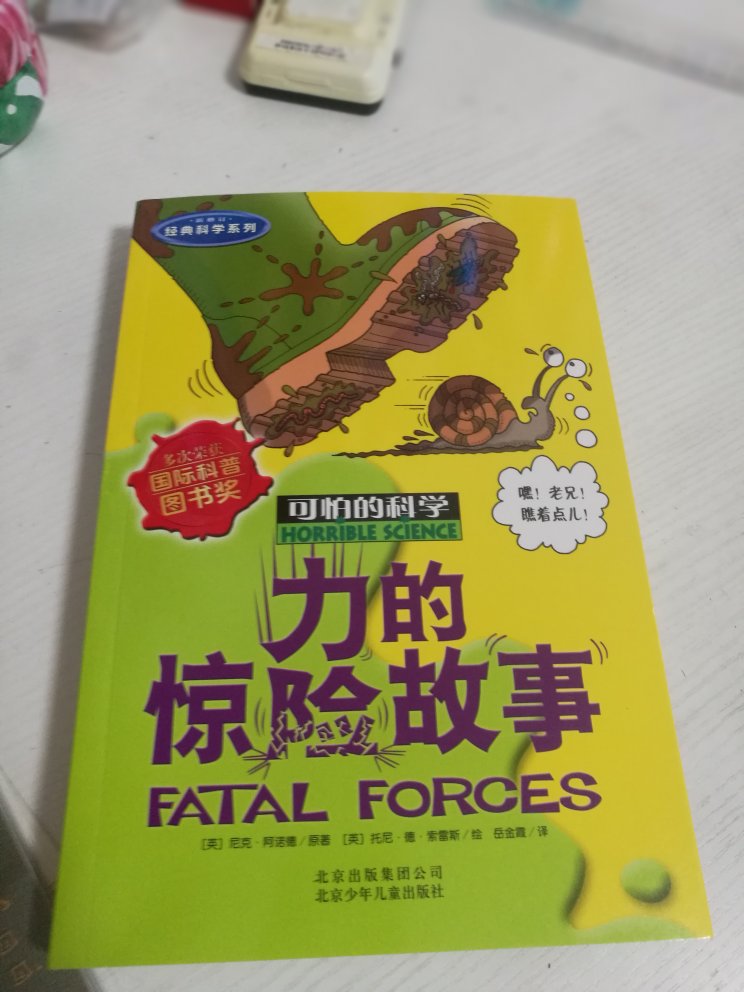 ·新修订·
经典科学系列
多次荣获
国际科普
图书奖
嘿！老兄！
瞧着点儿！
可怕的科学
HORRIBLE SCIENCE
力的
惊险故事
FATAL FORCES
［英］尼克·阿诺德／原著 ［英］托尼·德·索雷斯／绘 岳金霞／译
北京出版集团公司
北京少年儿童出版社